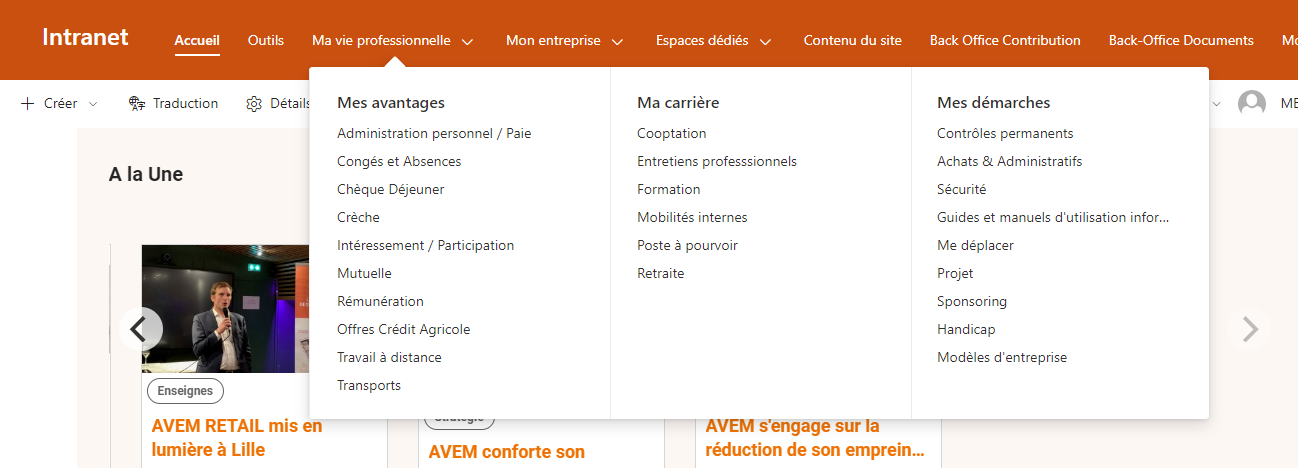 Intranet
Accueil
Outils
Ma vie professionnelle
Mon entreprise
Espaces dédiés
Contenu du site
Back Office Contribution
Back-Office Documents
Créer
Traduction
Détails
Mes avantages
Administration personnel / Paie
Congés et Absences
Chèque Déjeuner
Crèche
Intéressement / Participation
Mutuelle
Rémunération
Offres Crédit Agricole
Travail à distance
Transports
Ma carrière
Cooptation
Entretiens professsionnels
Formation
Mobilités internes
Poste à pourvoir
Retraite
Mes démarches
Contrôles permanents
Achats & Administratifs
Sécurité
Guides et manuels d'utilisation infor...
Me déplacer
Projet
Sponsoring
Handicap
Modèles d'entreprise
A la Une
Enseignes
AVEM RETAIL mis en
lumière à Lille
Stratégie
AVEM conforte son
AVEM s'engage sur la
réduction de son emprein...